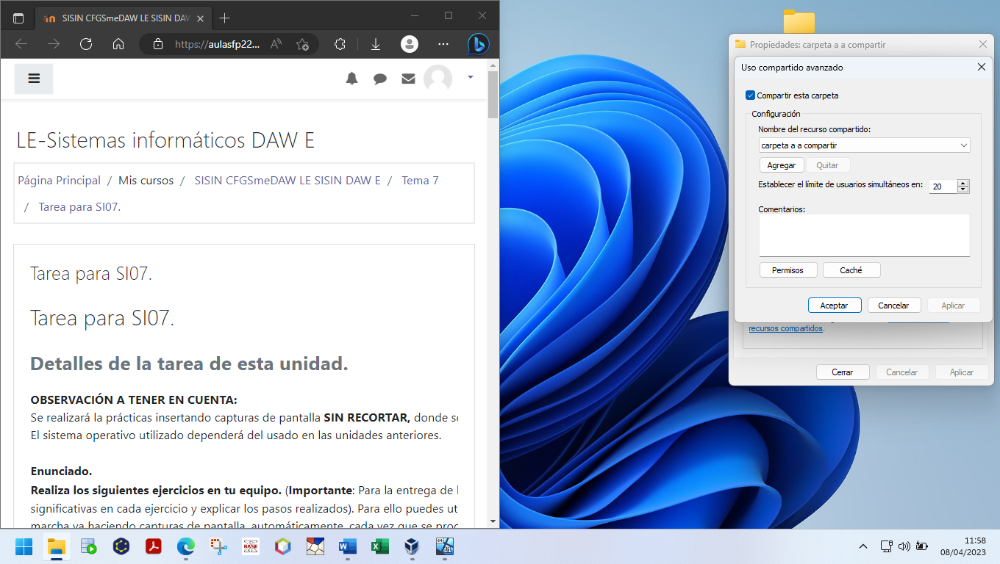 SISIN CFGSmeDAW LE SISIN DAW
https://aulasfp22...
LE-Sistemas informáticos DAW E
Página Principal / Mis cursos / SISIN CFGSmeDAW LE SISIN DAW E / Tema 7
/ Tarea para SI07.
Tarea para SI07.
Tarea para SI07.
Detalles de la tarea de esta unidad.
OBSERVACIÓN A TENER EN CUENTA:
Se realizará la prácticas insertando capturas de pantalla SIN RECORTAR, donde
El sistema operativo utilizado dependerá del usado en las unidades anteriores.
Enunciado.
Realiza los siguientes ejercicios en tu equipo. (Importante: Para la entrega de
significativas en cada ejercicio y explicar los pasos realizados). Para ello puedes ut
marcha va haciendo capturas de pantalla, automáticamente, cada vez que se
Propiedades: carpeta a a compartir
Uso compartido avanzado
Compartir esta carpeta
Configuración
Nombre del recurso compartido:
carpeta a a compartir
Agregar Quitar
Establecer el límite de usuarios simultáneos en: 20
Comentarios:
Permisos Caché
Aceptar Cancelar Aplicar
recursos compartidos.
Cerrar Cancelar Aplicar
11:58
08/04/2023